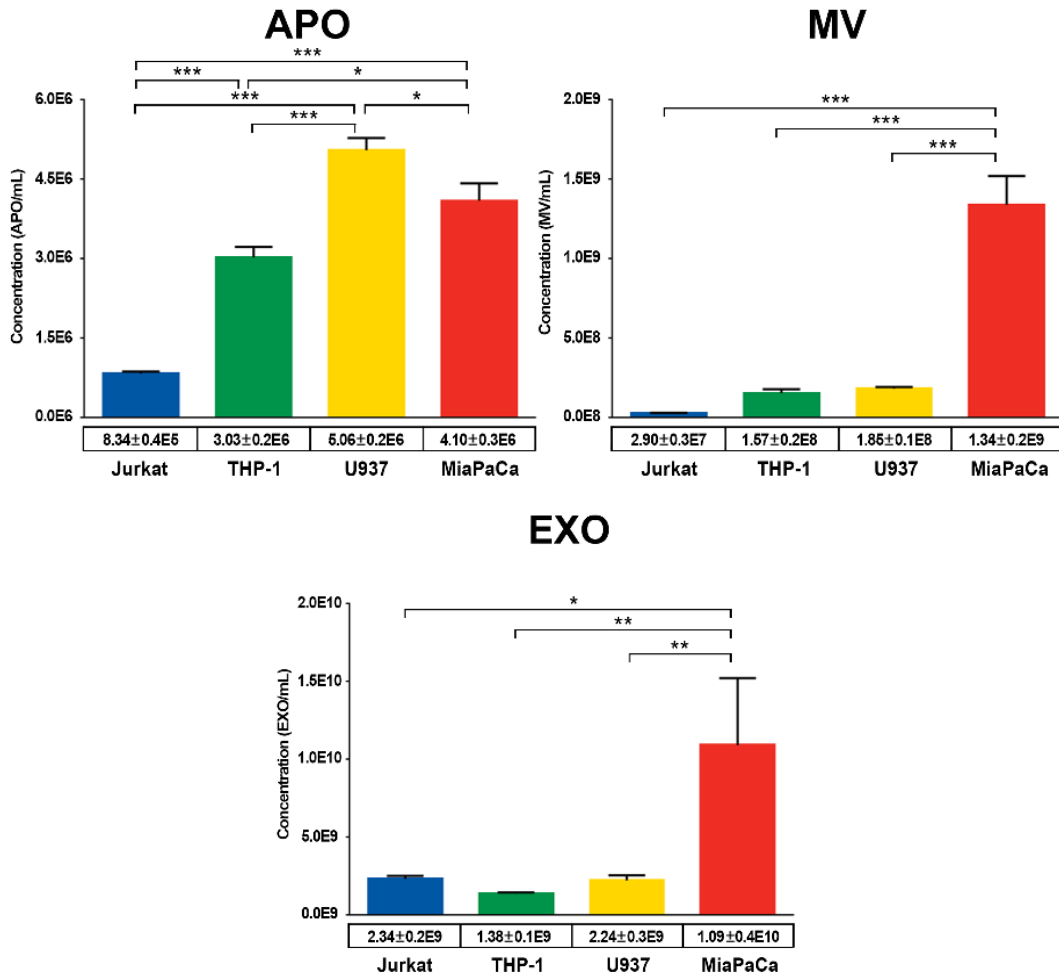 APO
***
*** *
*** *
***
Concentration (APO/mL)
6.0E6
4.5E6
3.0E6
1.5E6
0.0E6
8.34±0.4E5 3.03±0.2E6 5.06±0.2E6 4.10±0.3E6
Jurkat THP-1 U937 MiaPaCa
MV
***
***
***
Concentration (MV/mL)
2.0E9
1.5E9
1.0E9
5.0E8
0.0E8
2.90±0.3E7 1.57±0.2E8 1.85±0.1E8 1.34±0.2E9
Jurkat THP-1 U937 MiaPaCa
EXO
*
**
**
Concentration (EXO/mL)
2.0E10
1.5E10
1.0E10
5.0E9
0.0E9
2.34±0.2E9 1.38±0.1E9 2.24±0.3E9 1.09±0.4E10
Jurkat THP-1 U937 MiaPaCa